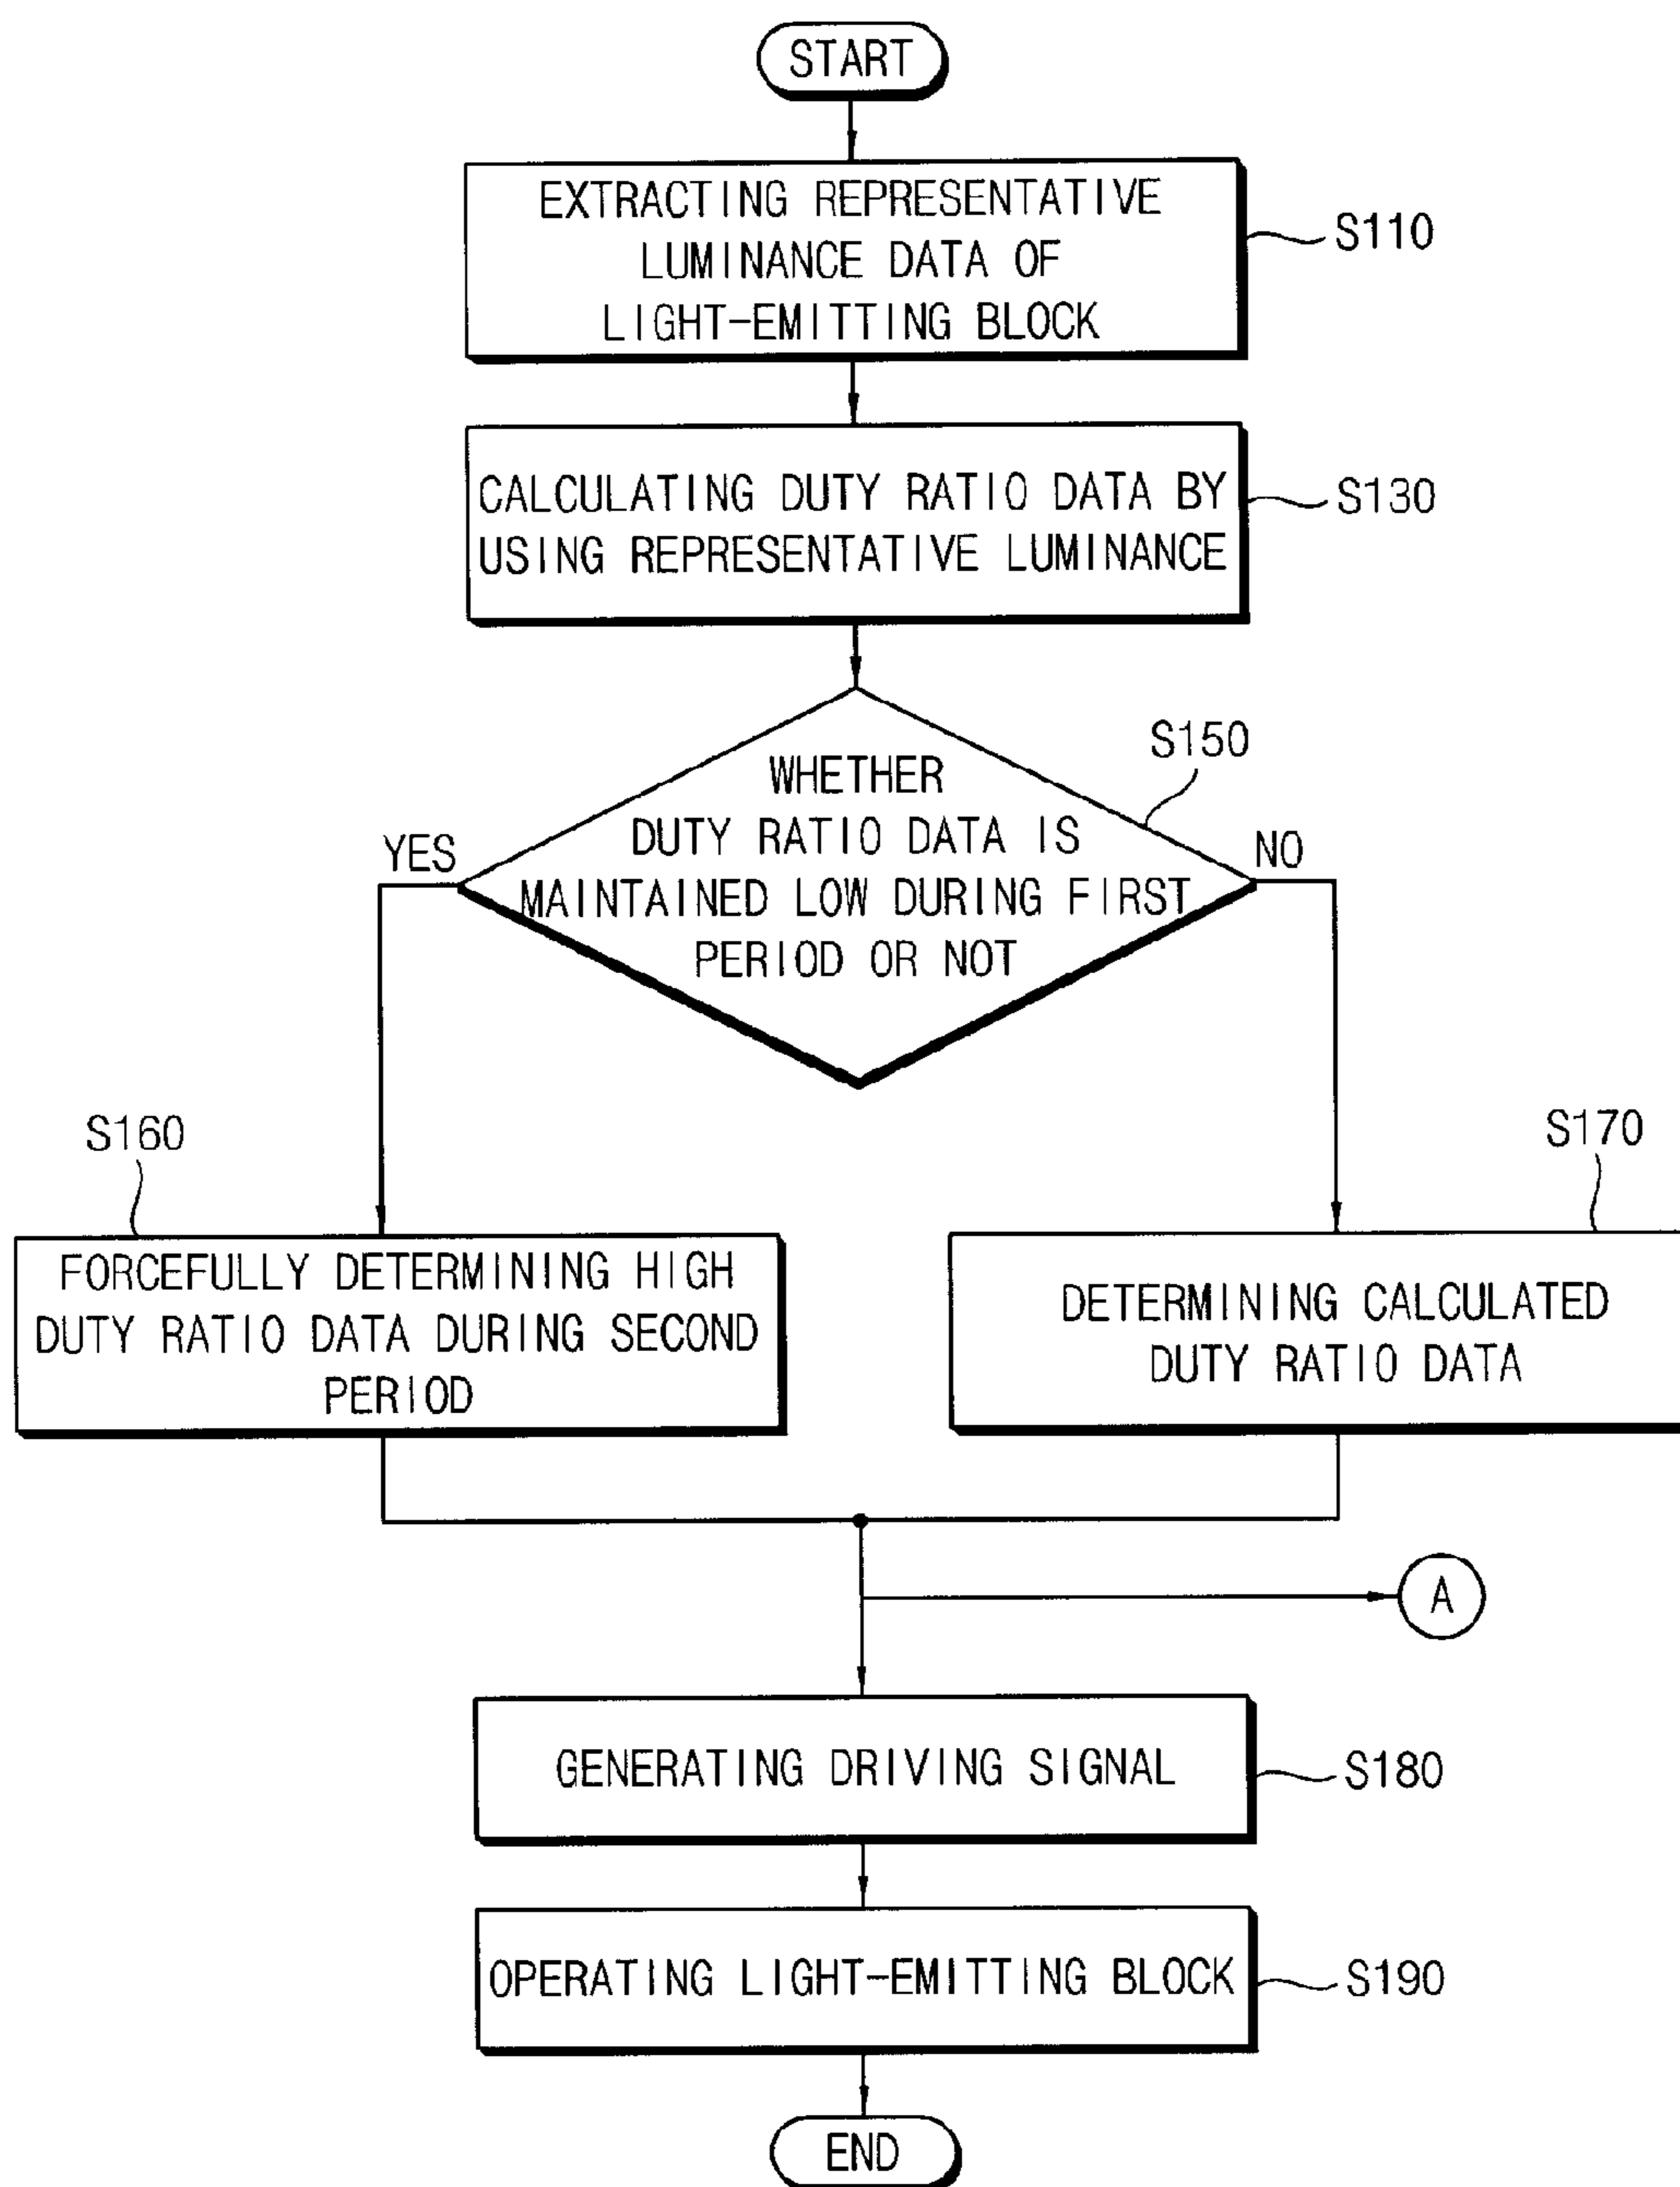 START
EXTRACTING REPRESENTATIVE
LUMINANCE DATA OF
LIGHT-EMITTING BLOCK
S110
CALCULATING DUTY RATIO DATA BY
USING REPRESENTATIVE LUMINANCE
S130
S150
WHETHER
DUTY RATIO DATA IS
MAINTAINED LOW DURING FIRST
PERIOD OR NOT
YES
NO
S160
FORCEFULLY DETERMINING HIGH
DUTY RATIO DATA DURING SECOND
PERIOD
S170
DETERMINING CALCULATED
DUTY RATIO DATA
A
GENERATING DRIVING SIGNAL
S180
OPERATING LIGHT-EMITTING BLOCK
S190
END